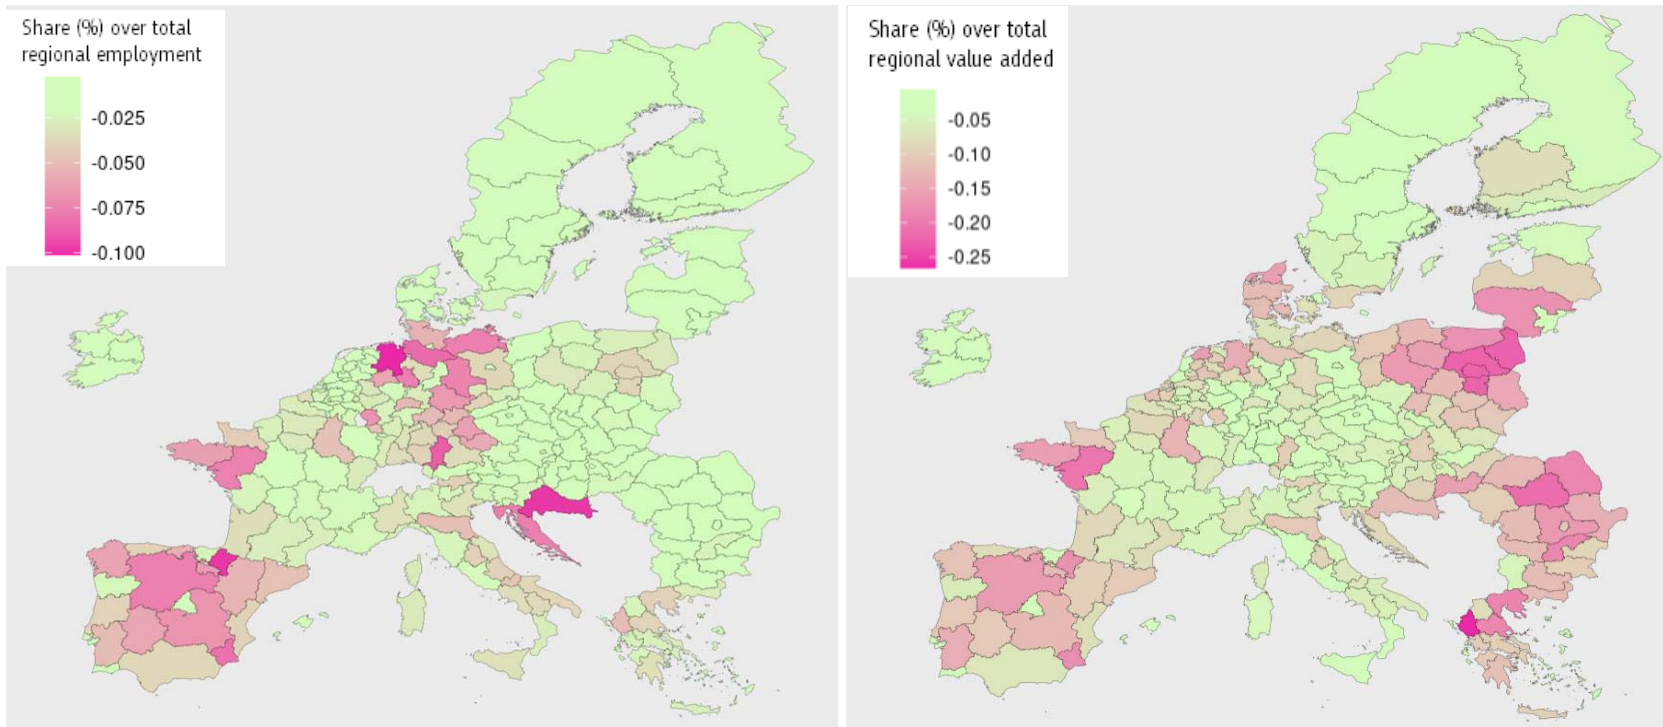 Share (%) over total
regional employment
-0.025
-0.050
-0.075
-0.100
Share (%) over total
regional value added
-0.05
-0.10
-0.15
-0.20
-0.25